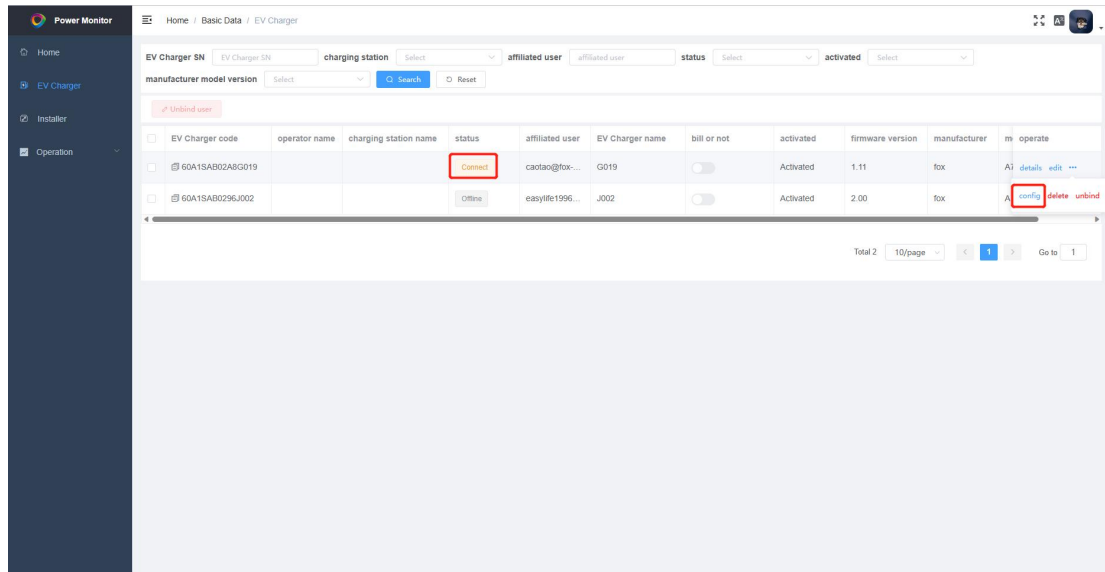 Power Monitor
Home / Basic Data / EV Charger
Home
EV Charger
Installer
Operation
EV Charger SN EV Charger SN charging station Select affiliated user affiliated user status Select activated Select
manufacturer model version Select Search Reset
Unbind user
EV Charger code operator name charging station name status affiliated user EV Charger name bill or not activated firmware version manufacturer operate
60A1SAB02A8G019 Connect caotao@fox-... G019 Activated 1.11 fox details edit ...
60A1SAB0296J002 Offline easylife1996... J002 Activated 2.00 fox config delete unbind
Total 2 10/page < 1 > Go to 1